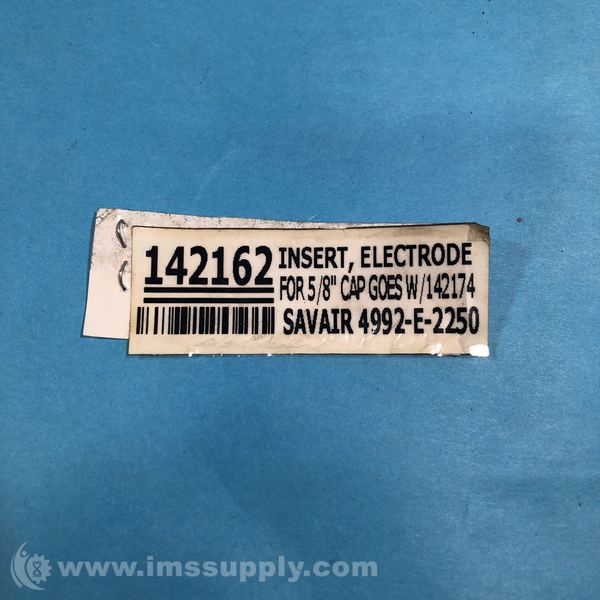 142162
INSERT, ELECTRODE
FOR 5/8" CAP GOES W/142174
SAVAIR 4992-E-2250
www.imssupply.com